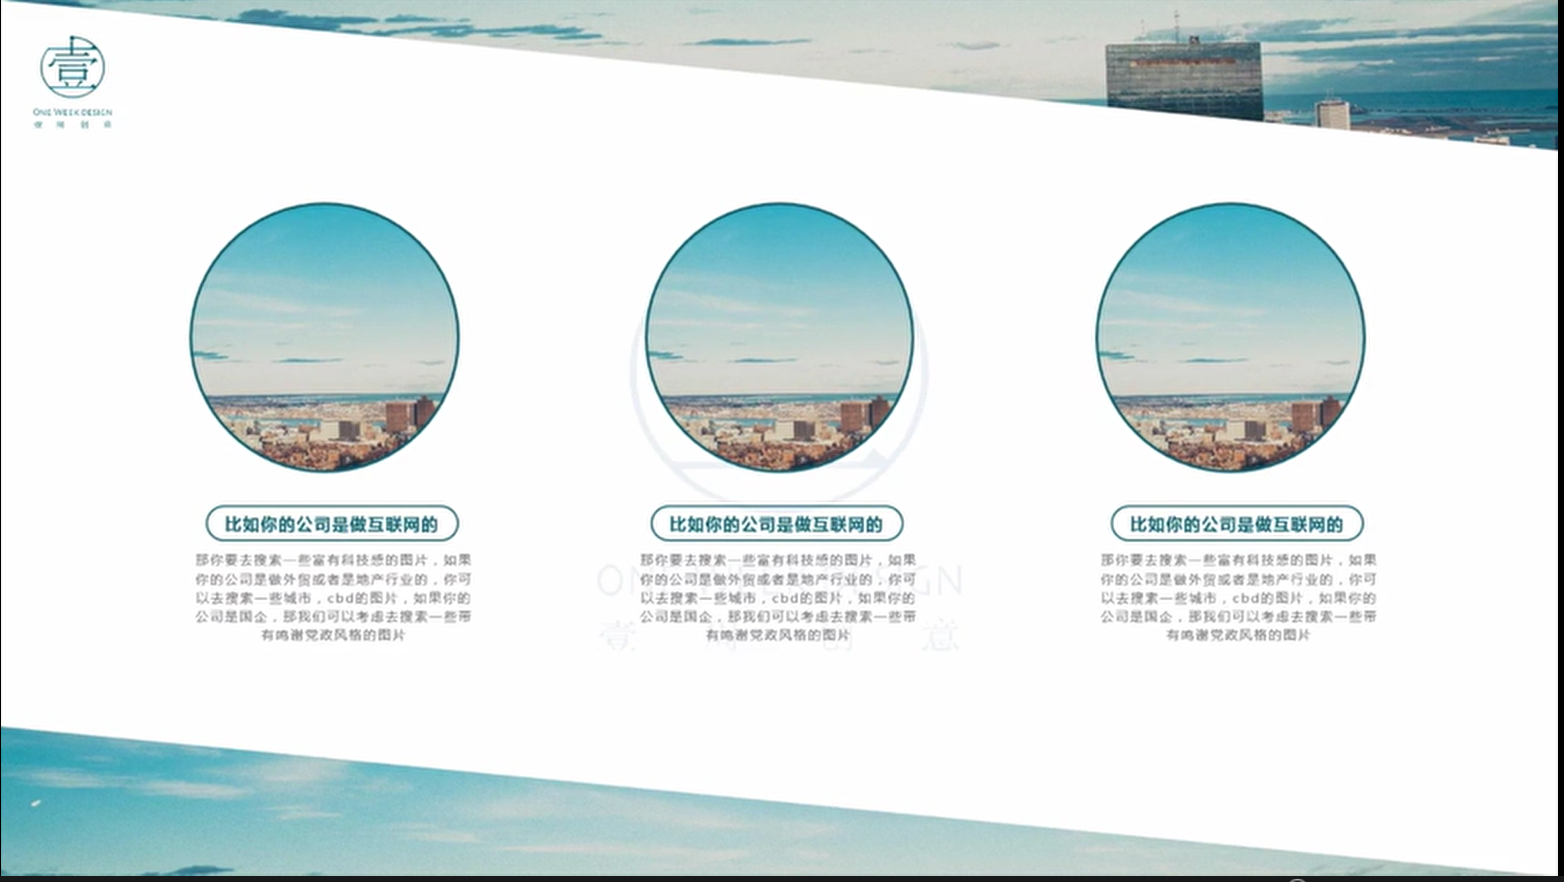 壹
ONE WEEK DESIGN
壹周创意
比如你的公司是做互联网的
那你要去搜索一些富有科技感的图片，如果
你的公司是做外贸或者是地产行业的，你可
以去搜索一些城市，cbd的图片，如果你的
公司是国企，那我们可以考虑去搜索一些带
有鸣谢党政风格的图片
比如你的公司是做互联网的
那你要去搜索一些富有科技感的图片，如果
你的公司是做外贸或者是地产行业的，你可
以去搜索一些城市，cbd的图片，如果你的
公司是国企，那我们可以考虑去搜索一些带
有鸣谢党政风格的图片
比如你的公司是做互联网的
那你要去搜索一些富有科技感的图片，如果
你的公司是做外贸或者是地产行业的，你可
以去搜索一些城市，cbd的图片，如果你的
公司是国企，那我们可以考虑去搜索一些带
有鸣谢党政风格的图片
ONE WEEK DESIGN
壹周创意